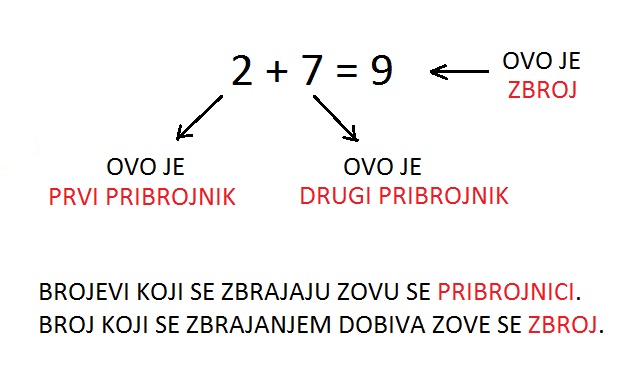 2 + 7 = 9
OVO JE
ZBROJ
OVO JE
PRVI PRIBROJNIK
OVO JE
DRUGI PRIBROJNIK
BROJEVI KOJI SE ZBRAJAJU ZOVU SE PRIBROJNICI.
BROJ KOJI SE ZBRAJANJEM DOBIVA ZOVE SE ZBROJ.